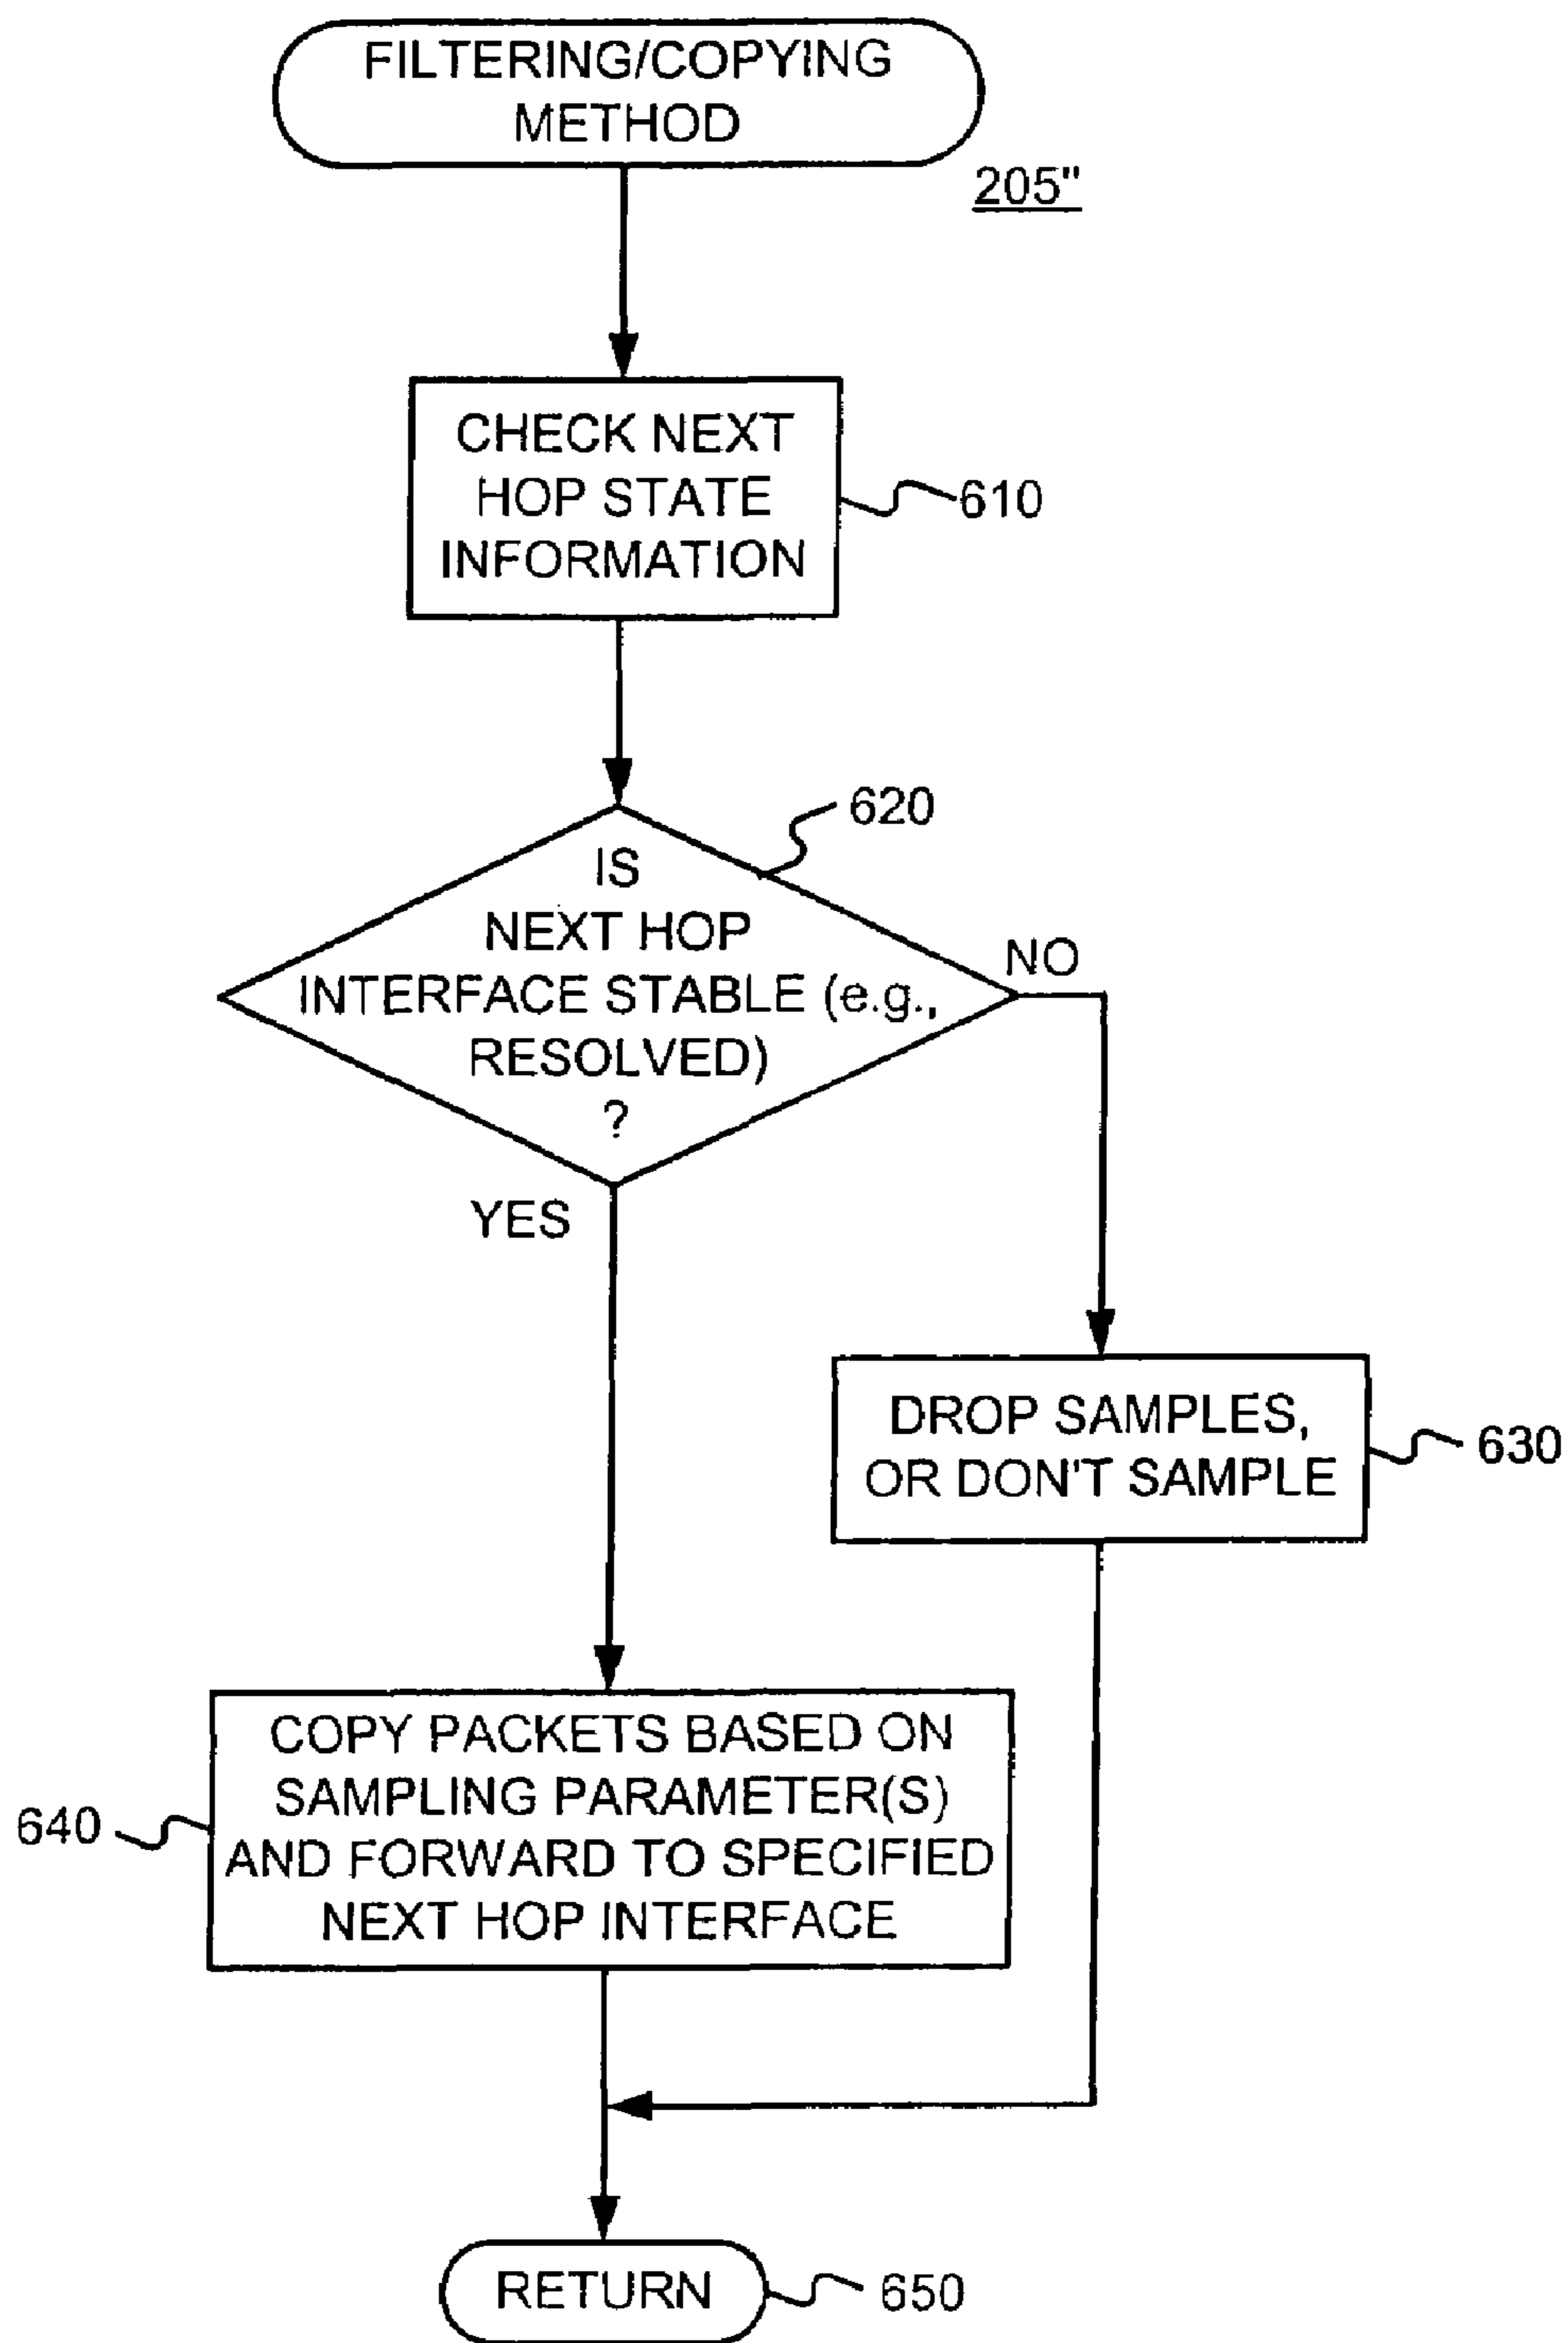 FILTERING/COPYING
METHOD
205"
CHECK NEXT
HOP STATE
INFORMATION
610
620
IS
NEXT HOP
INTERFACE STABLE (e.g.,
RESOLVED)
?
NO
YES
DROP SAMPLES,
OR DON'T SAMPLE
630
COPY PACKETS BASED ON
SAMPLING PARAMETER(S)
AND FORWARD TO SPECIFIED
NEXT HOP INTERFACE
640
RETURN
650